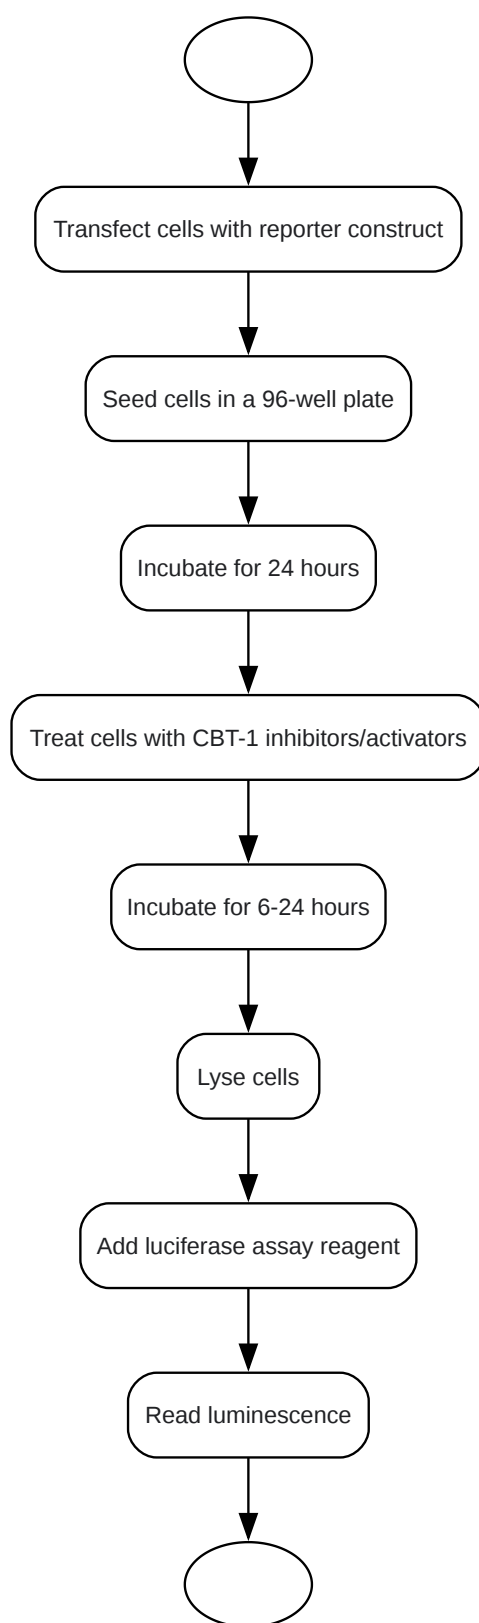 Transfect cells with reporter construct
Seed cells in a 96-well plate
Incubate for 24 hours
Treat cells with CBT-1 inhibitors/activators
Incubate for 6-24 hours
Lyse cells
Add luciferase assay reagent
Read luminescence